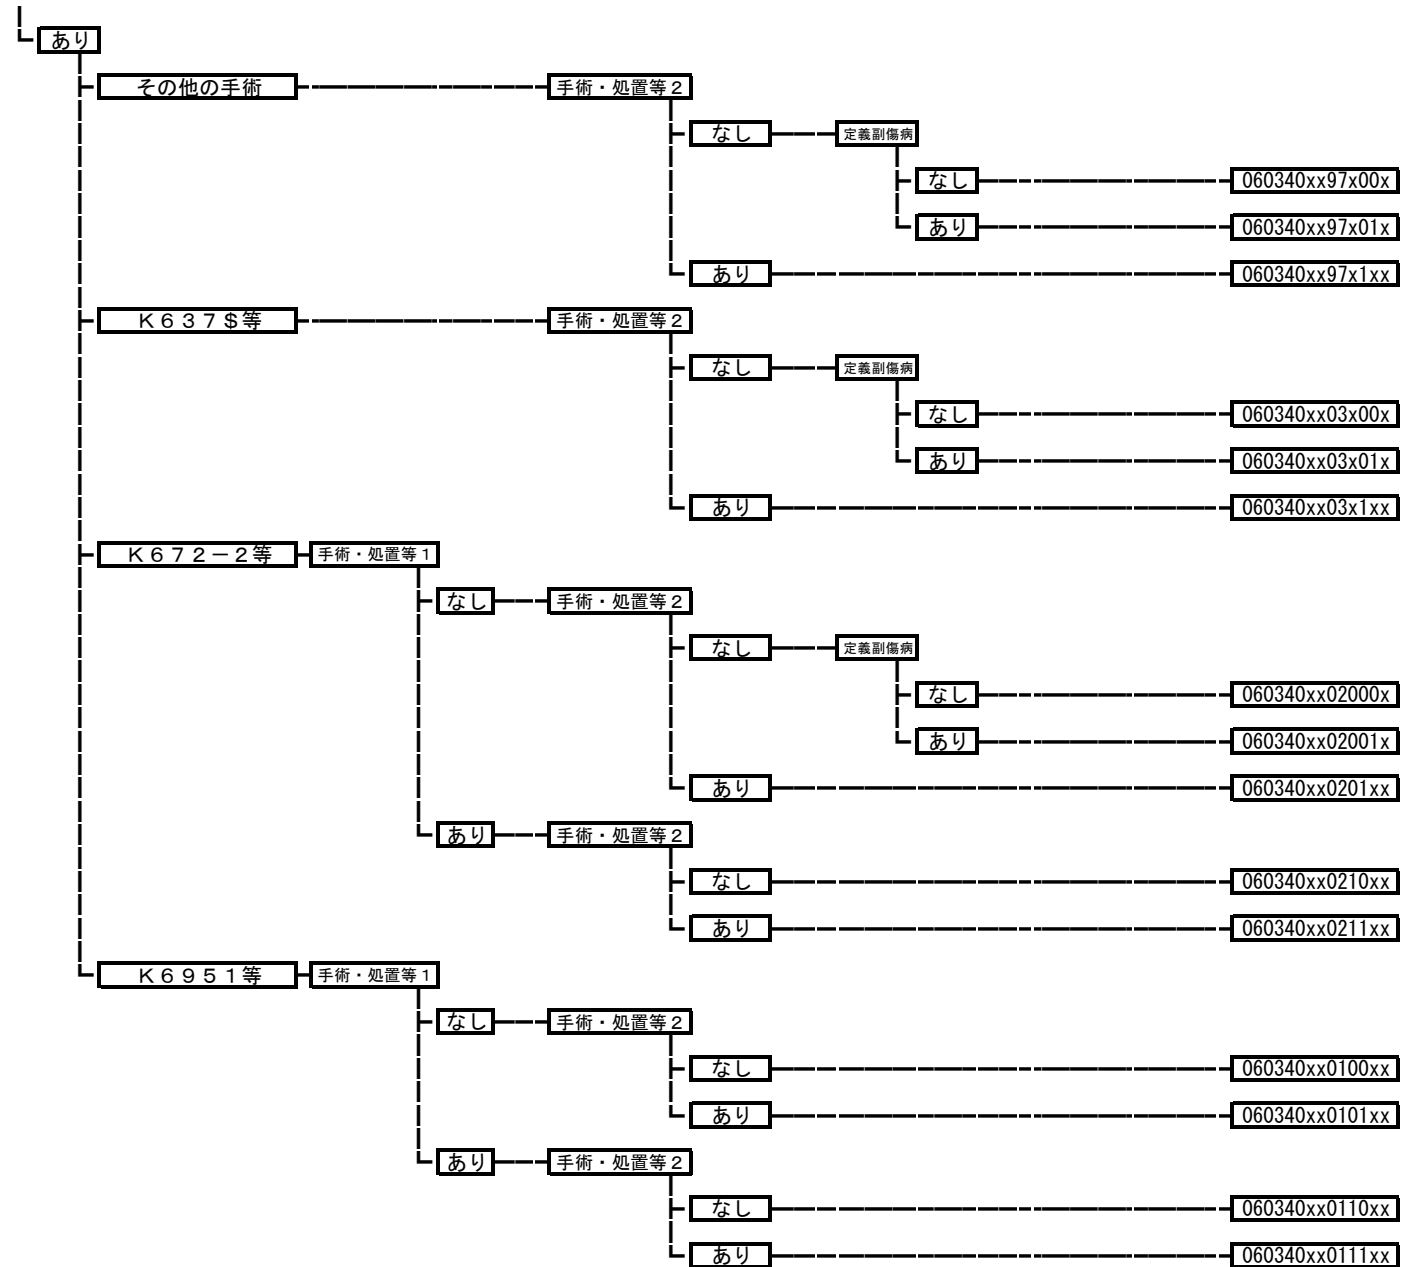 あり
その他の手術 手術・処置等２
なし 定義副傷病
なし 060340xx97x00x
あり 060340xx97x01x
あり 060340xx97x1xx
Ｋ６３７＄等 手術・処置等２
なし 定義副傷病
なし 060340xx03x00x
あり 060340xx03x01x
あり 060340xx03x1xx
Ｋ６７２－２等 手術・処置等１
なし 手術・処置等２
なし 定義副傷病
なし 060340xx02000x
あり 060340xx02001x
あり 060340xx0201xx
あり 手術・処置等２
なし 060340xx0210xx
あり 060340xx0211xx
Ｋ６９５１等 手術・処置等１
なし 手術・処置等２
なし 060340xx0100xx
あり 060340xx0101xx
あり 手術・処置等２
なし 060340xx0110xx
あり 060340xx0111xx